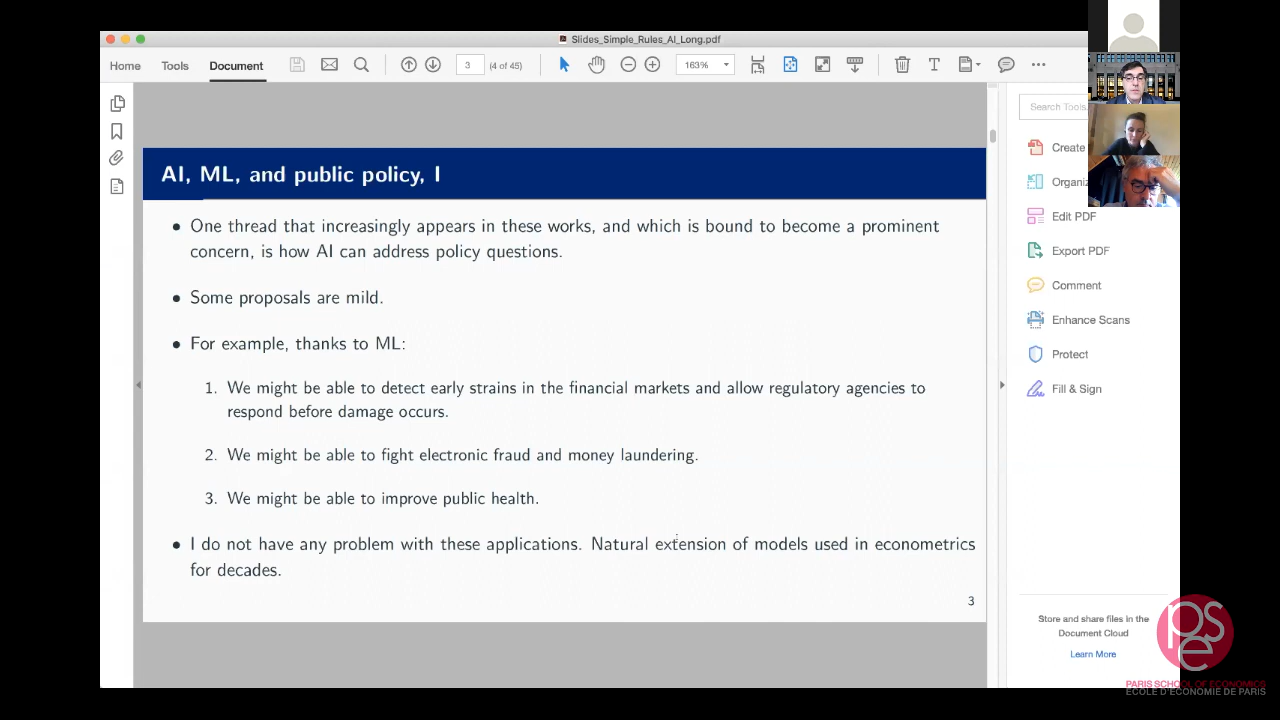 Slides_Simple_Rules_AI_Long.pdf
Home
Tools
Document
3
(4 of 45)
163%
Search Tools
AI, ML, and public policy, I
• One thread that increasingly appears in these works, and which is bound to become a prominent
concern, is how AI can address policy questions.
• Some proposals are mild.
• For example, thanks to ML:
1. We might be able to detect early strains in the financial markets and allow regulatory agencies to
respond before damage occurs.
2. We might be able to fight electronic fraud and money laundering.
3. We might be able to improve public health.
• I do not have any problem with these applications. Natural extension of models used in econometrics
for decades.
3
Create
Organiz
Edit PDF
Export PDF
Comment
Enhance Scans
Protect
Fill & Sign
Store and share files in the
Document Cloud
Learn More
pse
PARIS SCHOOL OF ECONOMICS
ÉCOLE D'ÉCONOMIE DE PARIS